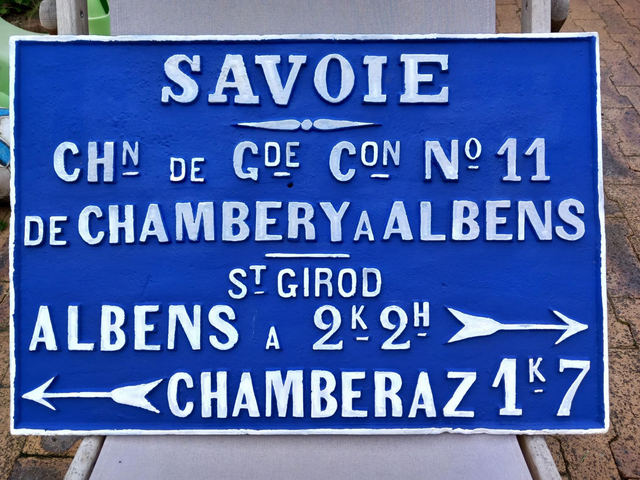 SAVOIE
CHN DE GDE CON No 11
DE CHAMBERY A ALBENS
ST GIROD
ALBENS A 2K 2H
CHAMBERAZ 1K 7